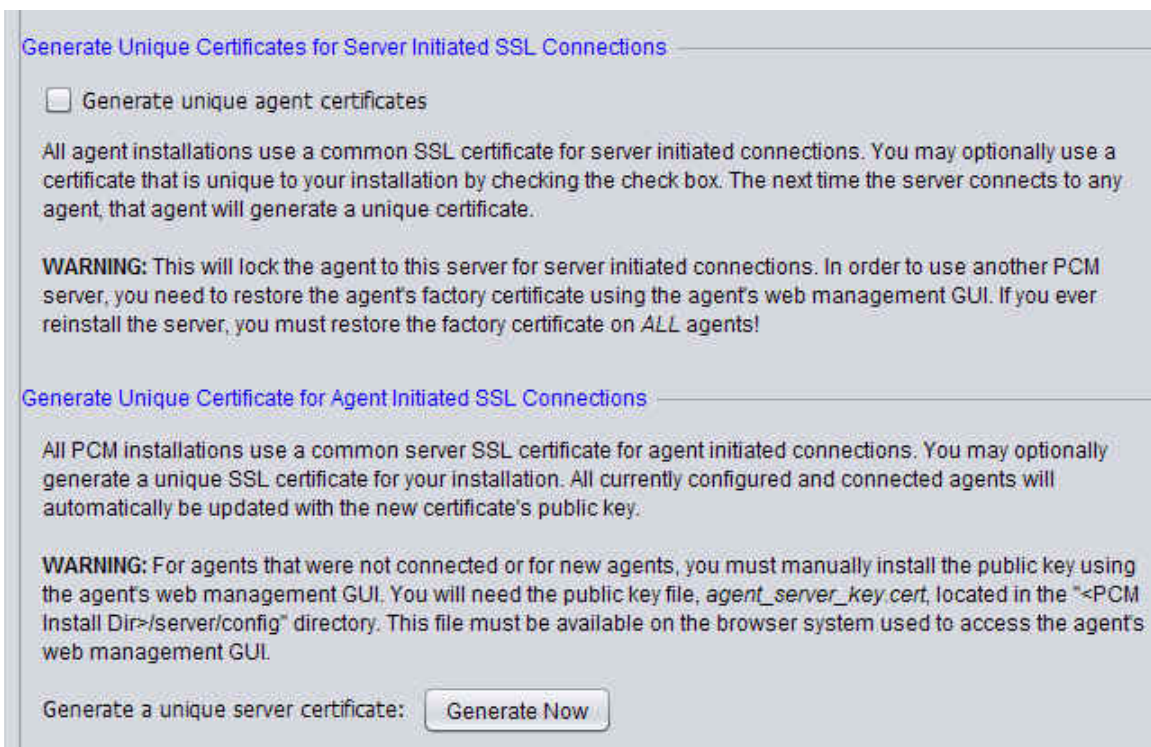 Generate Unique Certificates for Server Initiated SSL Connections
Generate unique agent certificates
All agent installations use a common SSL certificate for server initiated connections. You may optionally use a
certificate that is unique to your installation by checking the check box. The next time the server connects to any
agent, that agent will generate a unique certificate.
WARNING: This will lock the agent to this server for server initiated connections. In order to use another PCM
server, you need to restore the agent's factory certificate using the agent's web management GUI. If you ever
reinstall the server, you must restore the factory certificate on ALL agents!
Generate Unique Certificate for Agent Initiated SSL Connections
All PCM installations use a common server SSL certificate for agent initiated connections. You may optionally
generate a unique SSL certificate for your installation. All currently configured and connected agents will
automatically be updated with the new certificate's public key.
WARNING: For agents that were not connected or for new agents, you must manually install the public key using
the agent's web management GUI. You will need the public key file, agent_server_key.cert, located in the "<PCM
Install Dir>/server/config" directory. This file must be available on the browser system used to access the agent's
web management GUI.
Generate a unique server certificate: Generate Now